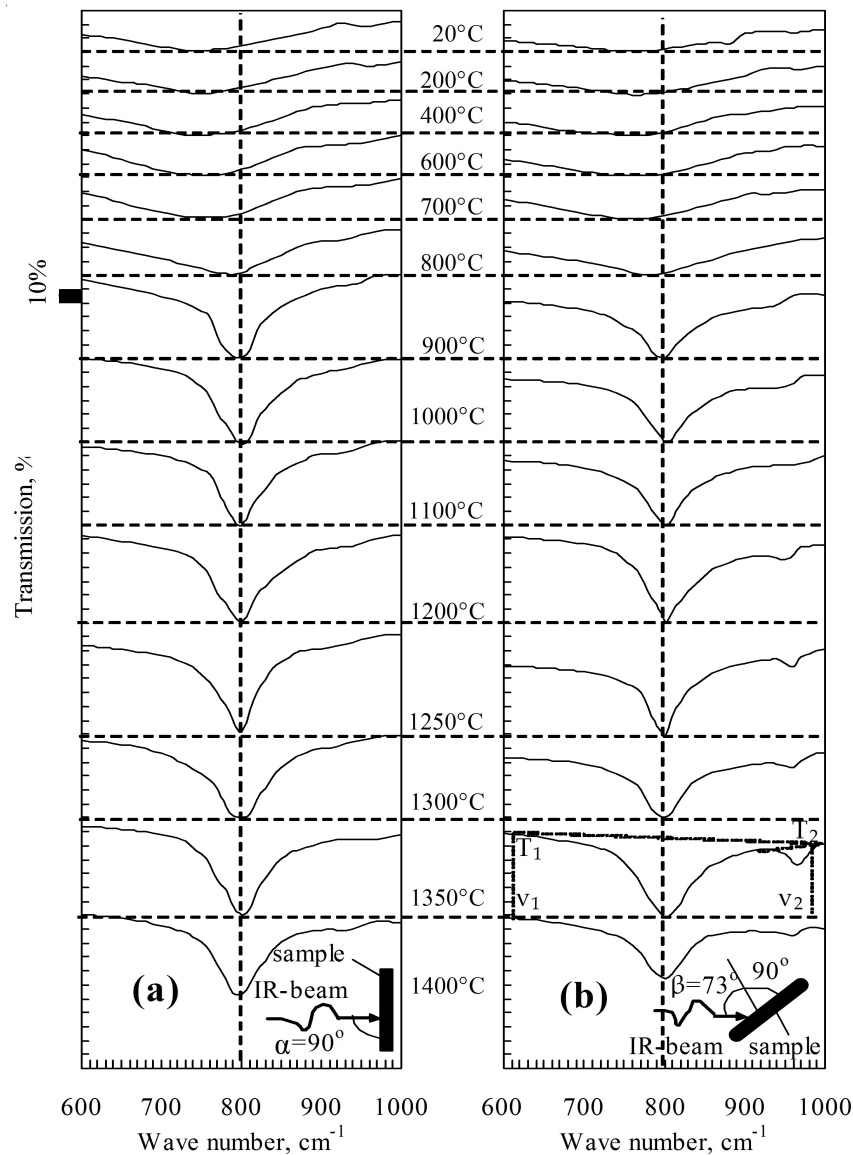 20°C
200°C
400°C
600°C
700°C
800°C
10%
900°C
1000°C
1100°C
Transmission, %
1200°C
1250°C
1300°C
T₁
T₂
1350°C
v₁
v₂
1400°C
(a)
sample
IR-beam
α=90°
(b)
β=73°
90°
IR-beam
sample
600 700 800 900 1000
600 700 800 900 1000
Wave number, cm⁻¹
Wave number, cm⁻¹